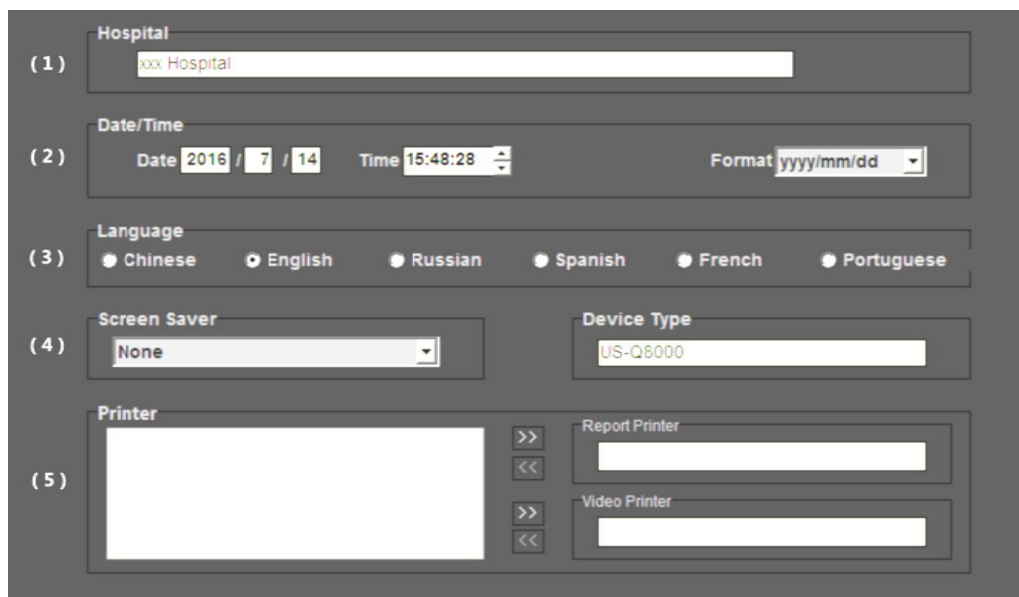 Hospital
(1) xxx Hospital
Date/Time
(2) Date 2016 / 7 / 14 Time 15:48:28 Format yyyy/mm/dd
Language
(3) Chinese English Russian Spanish French Portuguese
Screen Saver Device Type
(4) None US-Q8000
Printer
Report Printer
>>
<<
(5)
Video Printer
>>
<<